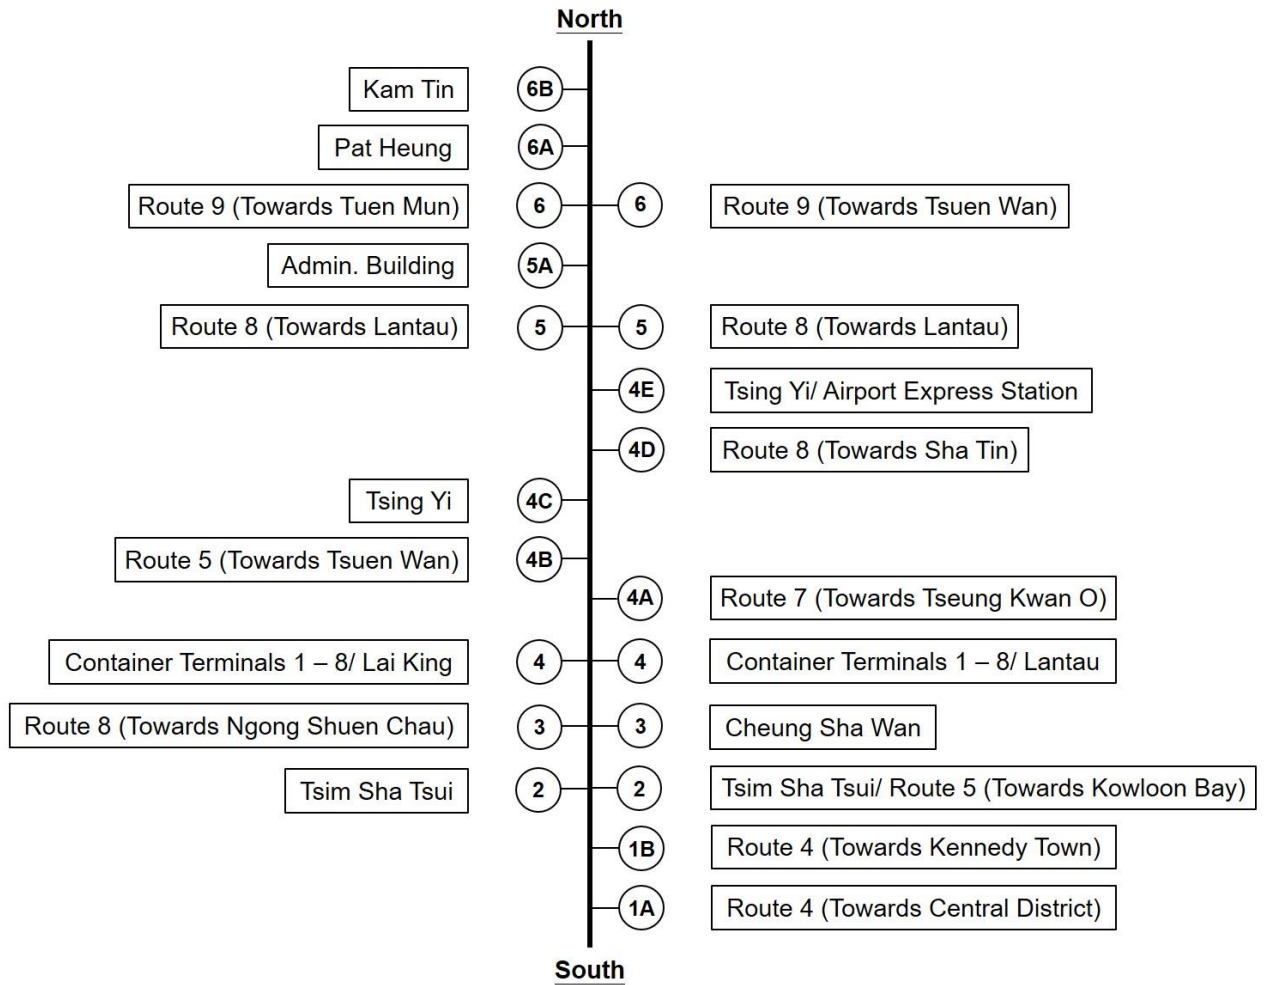 North
Kam Tin 6B
Pat Heung 6A
Route 9 (Towards Tuen Mun) 6 6 Route 9 (Towards Tsuen Wan)
Admin. Building 5A
Route 8 (Towards Lantau) 5 5 Route 8 (Towards Lantau)
4E Tsing Yi/ Airport Express Station
4D Route 8 (Towards Sha Tin)
Tsing Yi 4C
Route 5 (Towards Tsuen Wan) 4B
4A Route 7 (Towards Tseung Kwan O)
Container Terminals 1 – 8/ Lai King 4 4 Container Terminals 1 – 8/ Lantau
Route 8 (Towards Ngong Shuen Chau) 3 3 Cheung Sha Wan
Tsim Sha Tsui 2 2 Tsim Sha Tsui/ Route 5 (Towards Kowloon Bay)
1B Route 4 (Towards Kennedy Town)
1A Route 4 (Towards Central District)
South